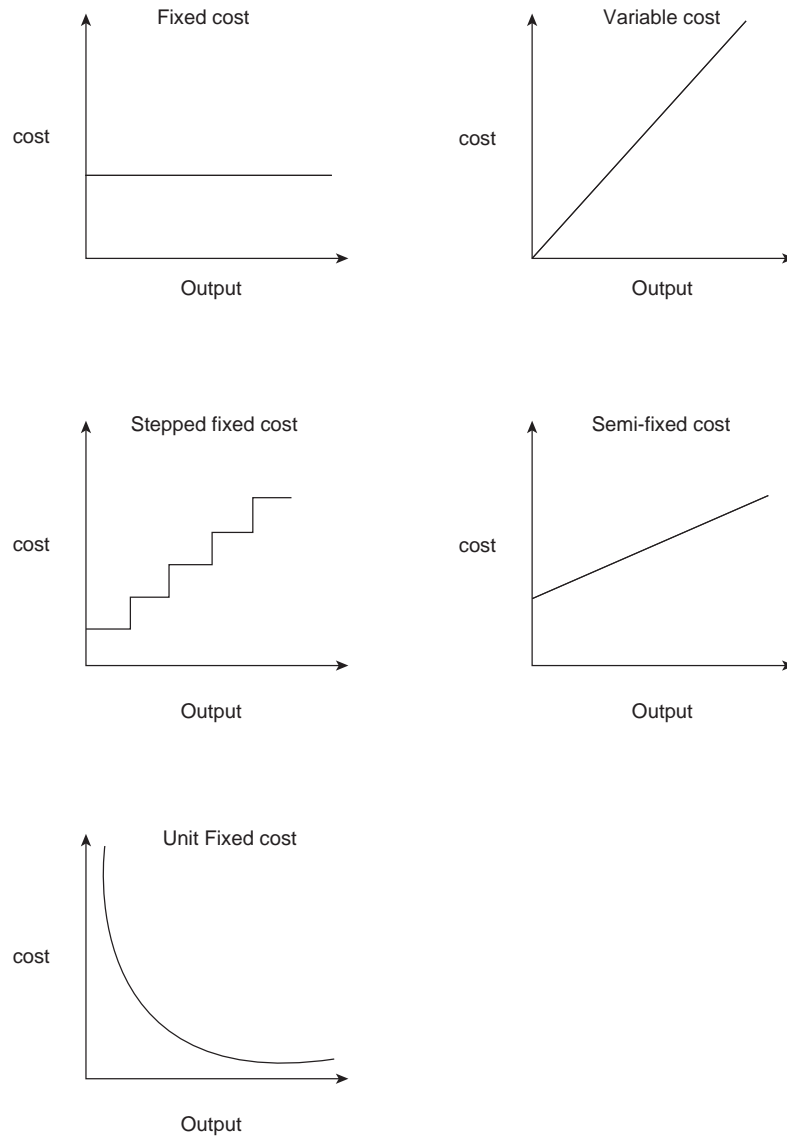 Fixed cost
cost
Output
Variable cost
cost
Output
Stepped fixed cost
cost
Output
Semi-fixed cost
cost
Output
Unit Fixed cost
cost
Output